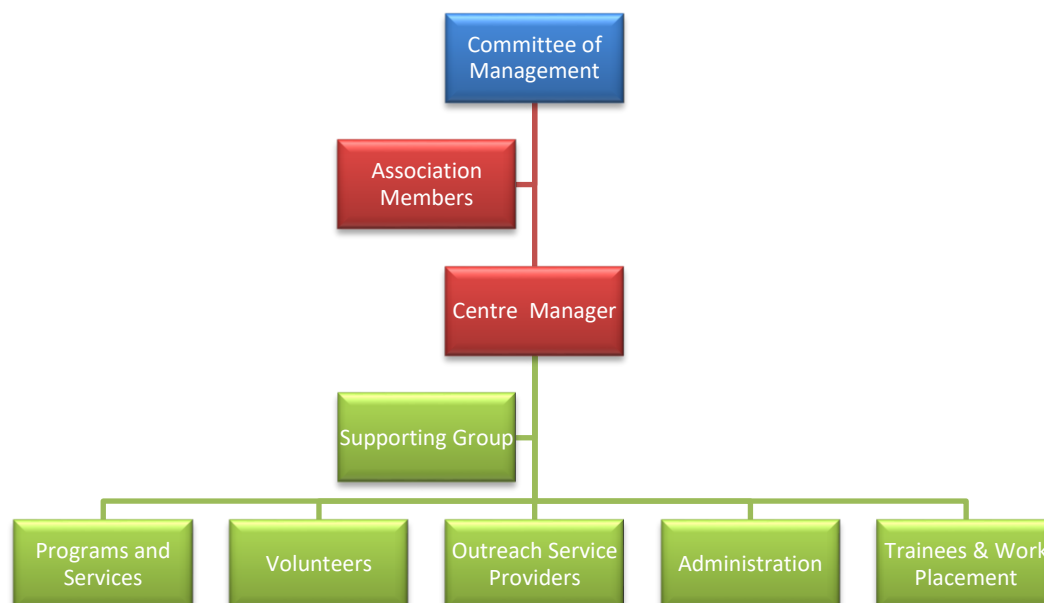 Committee of
Management
Association
Members
Centre Manager
Supporting Group
Programs and
Services
Volunteers
Outreach Service
Providers
Administration
Trainees & Work
Placement